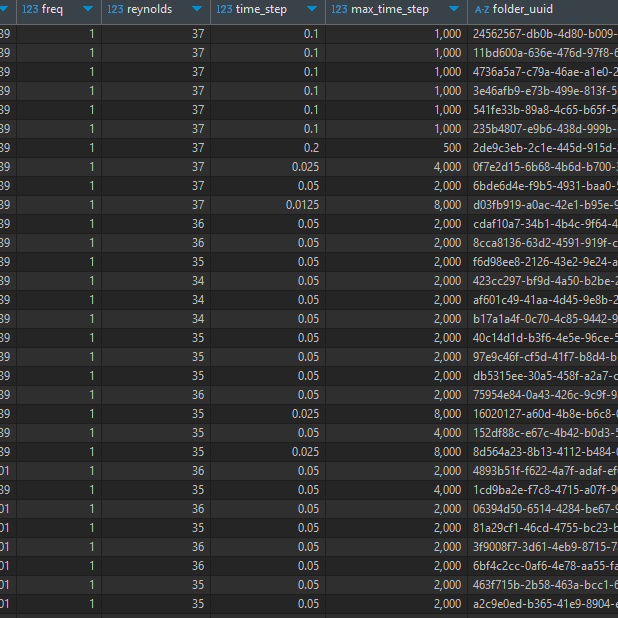 123 freq 123 reynolds 123 time_step 123 max_time_step A-Z folder_uuid
39 1 37 0.1 1,000 24562567-db0b-4d80-b009-
39 1 37 0.1 1,000 11bd600a-636e-476d-97f8-6
39 1 37 0.1 1,000 4736a5a7-c79a-46ae-a1e0-2
39 1 37 0.1 1,000 3e46afb9-e73b-499e-813f-5
39 1 37 0.1 1,000 541fe33b-89a8-4c65-b65f-5
39 1 37 0.1 1,000 235b4807-e9b6-438d-999b-
39 1 37 0.2 500 2de9c3eb-2c1e-445d-915d-
39 1 37 0.025 4,000 0f7e2d15-6b68-4b6d-b700-
39 1 37 0.05 2,000 6bde6d4e-f9b5-4931-baa0-
39 1 37 0.0125 8,000 d03fb919-a0ac-42e1-b95e-9
39 1 36 0.05 2,000 cdaf10a7-34b1-4b4c-9f64-4
39 1 36 0.05 2,000 8cca8136-63d2-4591-919f-c
39 1 35 0.05 2,000 f6d98ee8-2126-43e2-9e24-a
39 1 34 0.05 2,000 423cc297-bf9d-4a50-b2be-2
39 1 34 0.05 2,000 af601c49-41aa-4d45-9e8b-2
39 1 34 0.05 2,000 b17a1a4f-0c70-4c85-9442-9
39 1 35 0.05 2,000 40c14d1d-b3f6-4e5e-96ce-5
39 1 35 0.05 2,000 97e9c46f-cf5d-41f7-b8d4-b
39 1 35 0.05 2,000 db5315ee-30a5-458f-a2a7-c
39 1 36 0.05 2,000 75954e84-0a43-426c-9c9f-9
39 1 35 0.025 8,000 16020127-a60d-4b8e-b6c8-
39 1 35 0.05 4,000 152df88c-e67c-4b42-b0d3-5
39 1 35 0.025 8,000 8d564a23-8b13-4112-b484-
01 1 36 0.05 2,000 4893b51f-f622-4a7f-adaf-ef
39 1 35 0.05 4,000 1cd9ba2e-f7c8-4715-a07f-9
01 1 36 0.05 2,000 06394d50-6514-4284-be67-9
01 1 35 0.05 2,000 81a29cf1-46cd-4755-bc23-b
01 1 36 0.05 2,000 3f9008f7-3d61-4eb9-8715-7
01 1 36 0.05 2,000 6bf4c2cc-0af6-4e78-aa55-fa
01 1 35 0.05 2,000 463f715b-2b58-463a-bcc1-6
01 1 35 0.05 2,000 a2c9e0ed-b365-41e9-8904-e